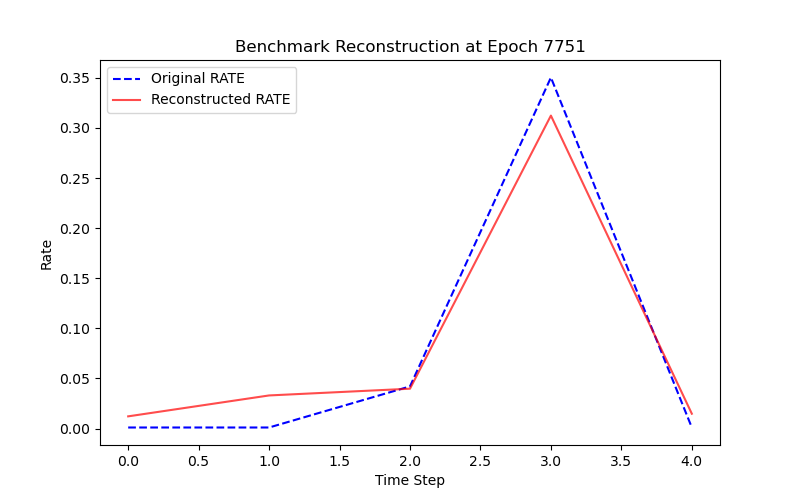 Benchmark Reconstruction at Epoch 7751
Original RATE
Reconstructed RATE
Rate
0.35
0.30
0.25
0.20
0.15
0.10
0.05
0.00
0.0 0.5 1.0 1.5 2.0 2.5 3.0 3.5 4.0
Time Step